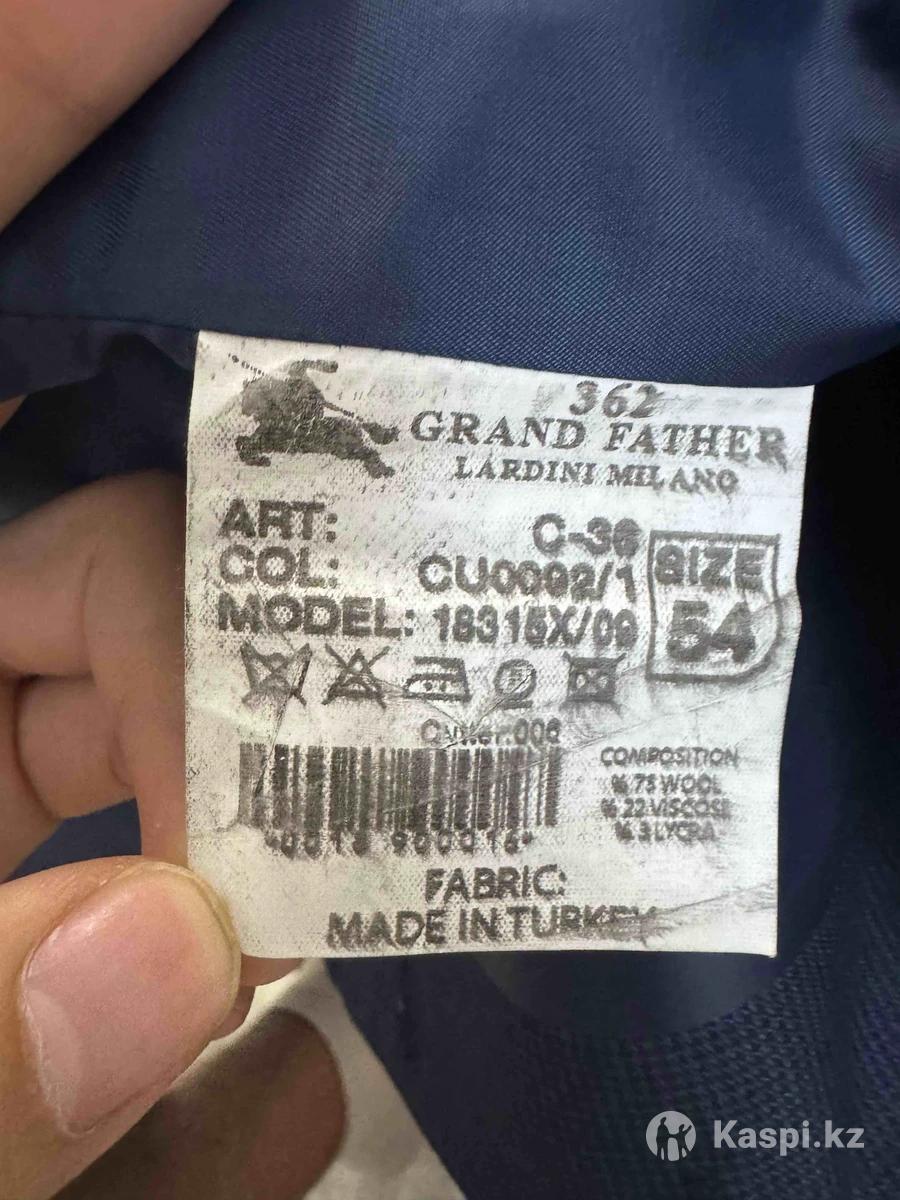 362
GRAND FATHER
LARDINI MILANO
ART: C-36
COL: CU0092/1
MODEL: 18315X/09
SIZE
54
COMPOSITION
% 75 WOOL
% 22 VISCOSE
% 3 LYCRA
FABRIC:
MADE IN TURKEY
Kaspi.kz